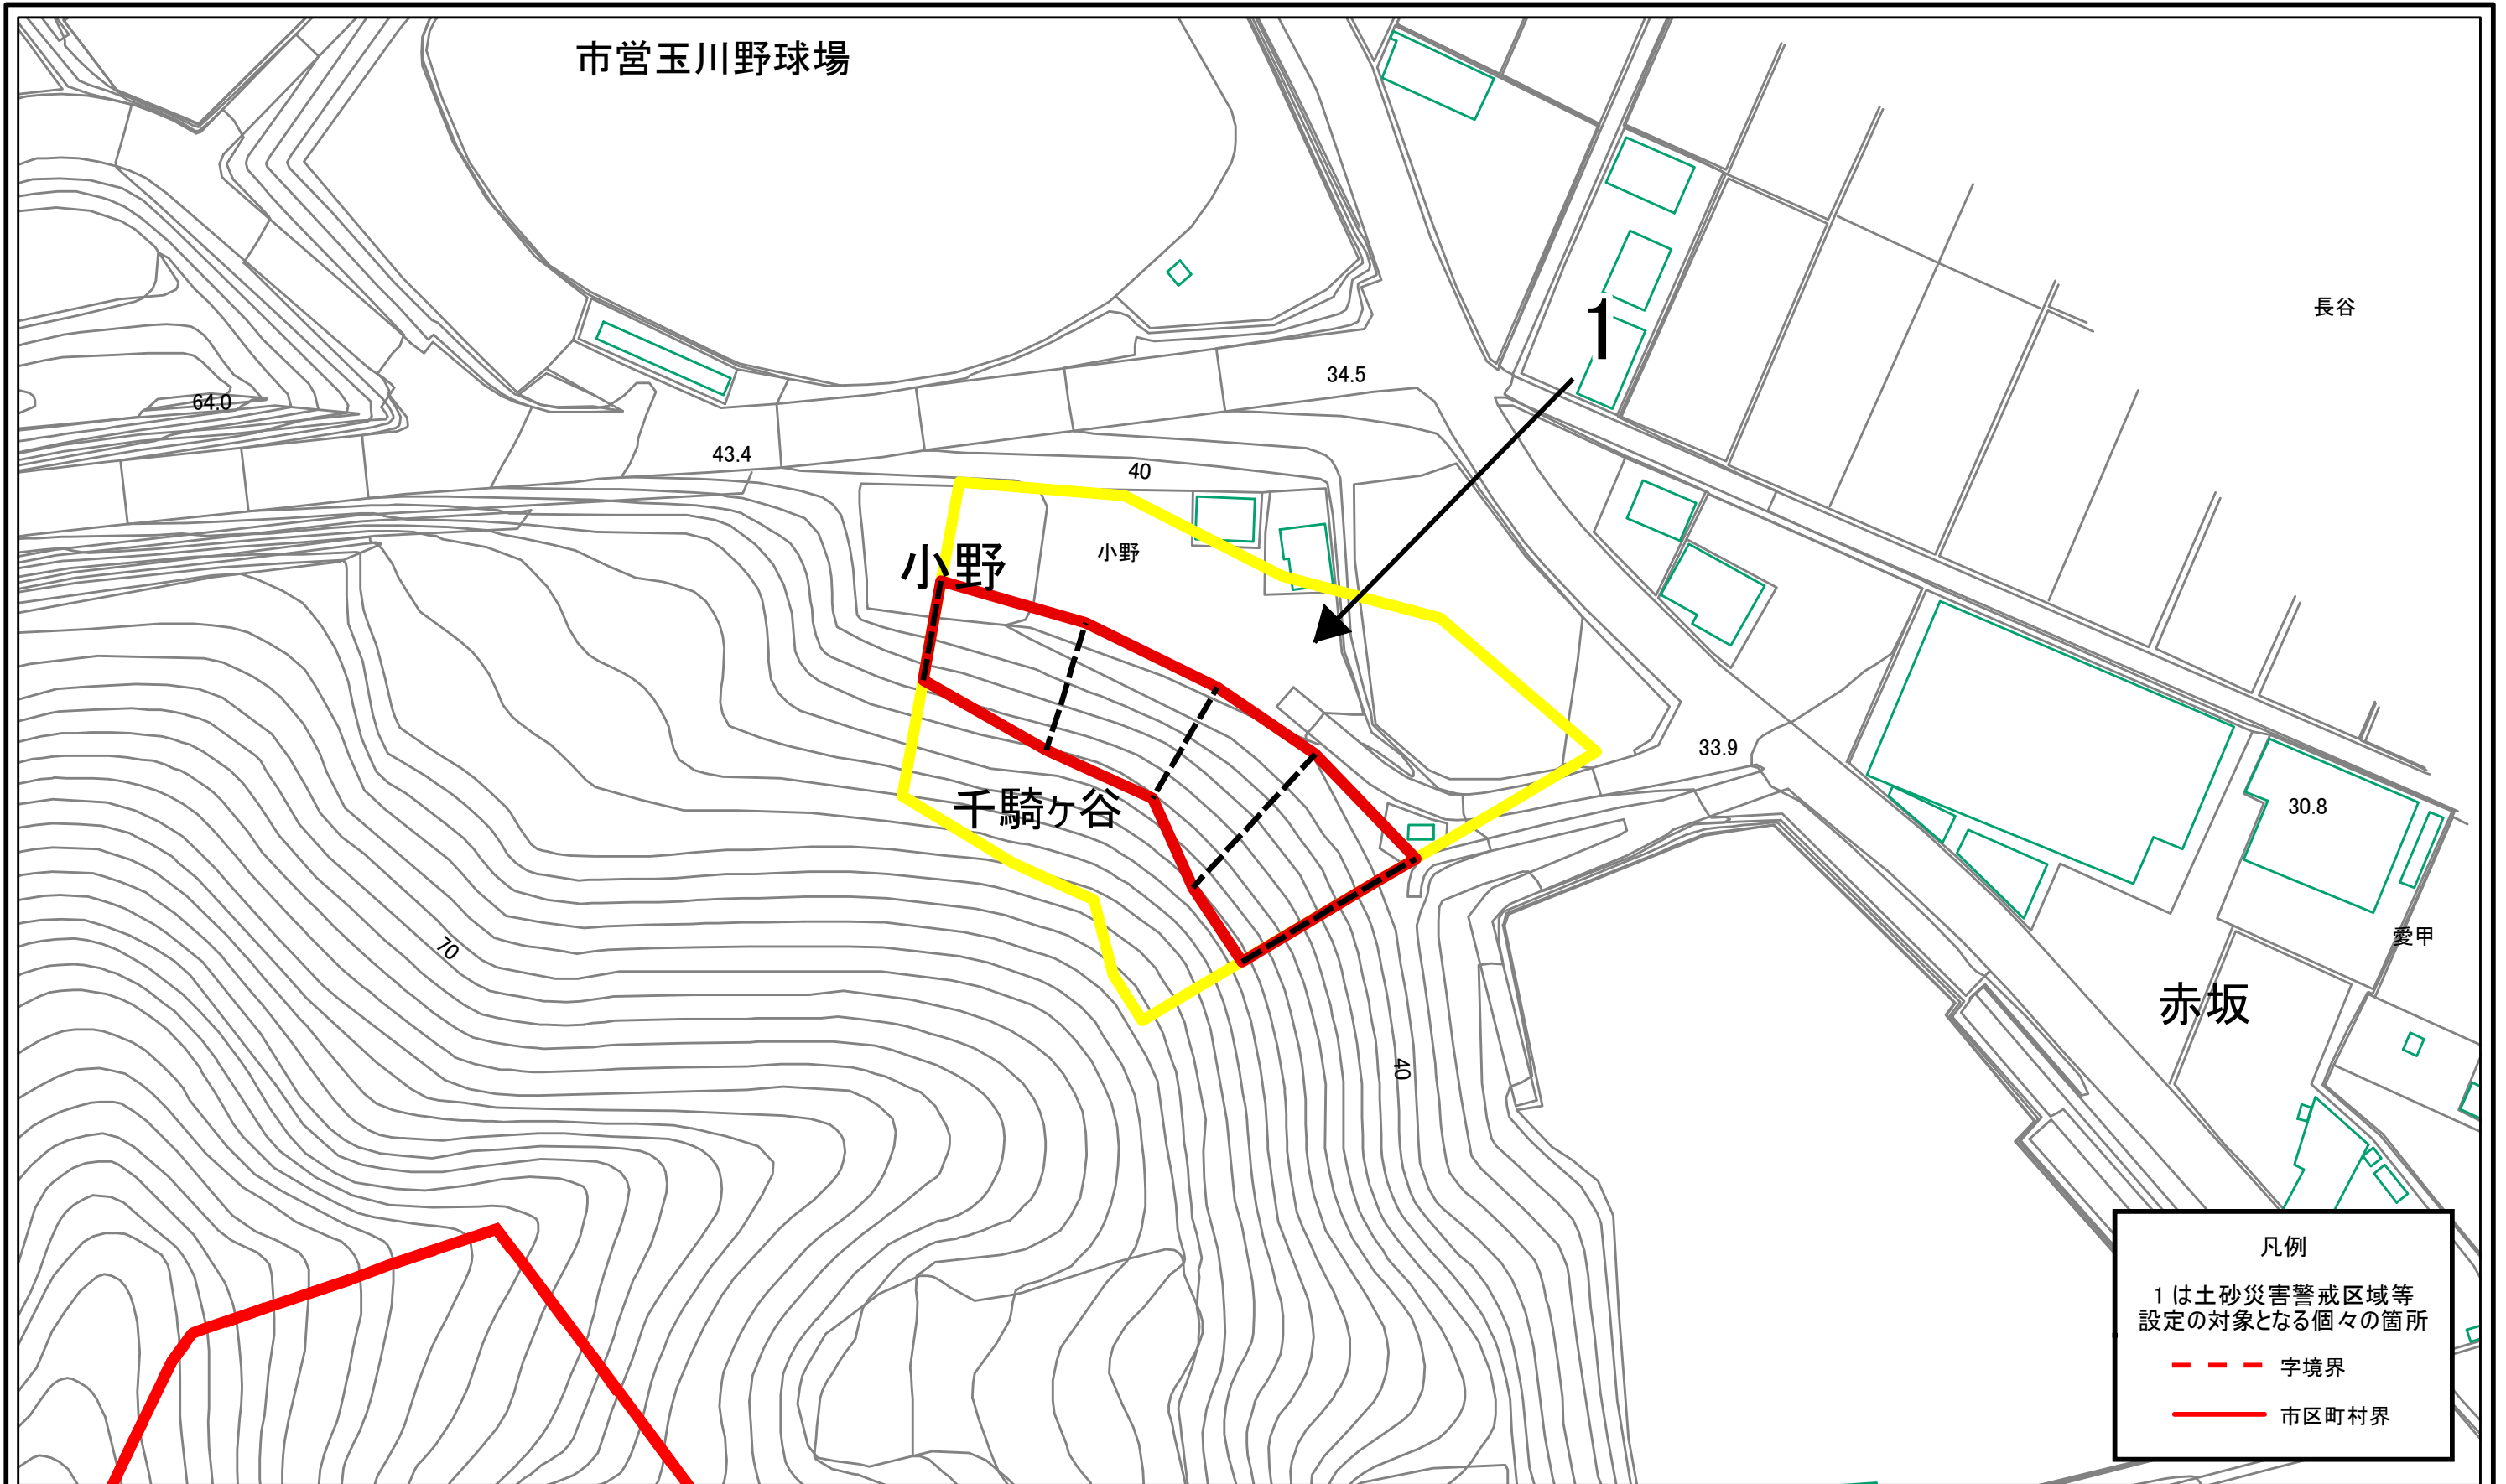 市営玉川野球場
長谷
1
34.5
64.0
43.4
40
小野
小野
33.9
千騎ヶ谷
30.8
70
愛甲
赤坂
40
凡例
1は土砂災害警戒区域等
設定の対象となる個々の箇所
字境界
市区町村界